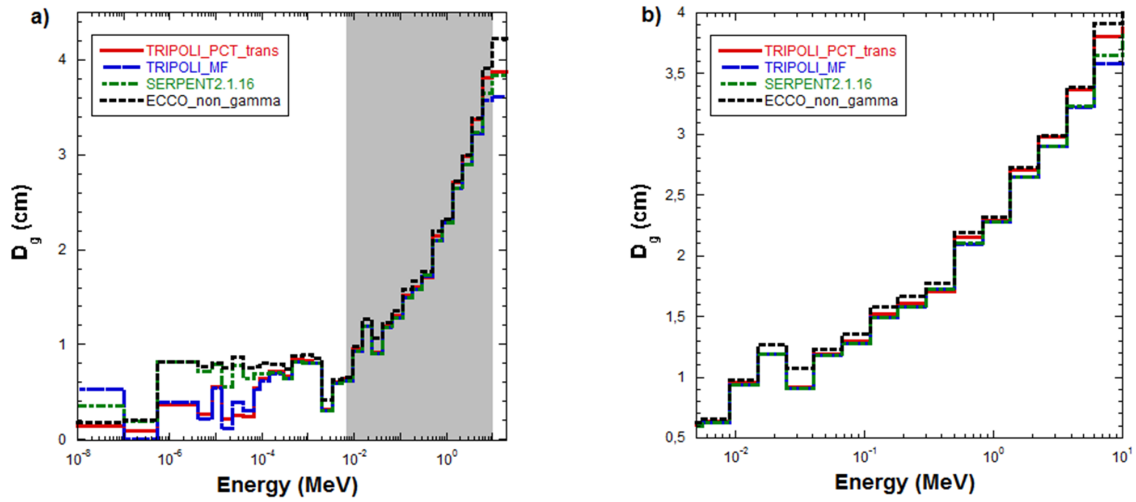 a)
TRIPOLI_PCT_trans
TRIPOLI_MF
SERPENT2.1.16
ECCO_non_gamma
D_g (cm)
4
3
2
1
0
10^-8 10^-6 10^-4 10^-2 10^0
Energy (MeV)
b)
TRIPOLI_PCT_trans
TRIPOLI_MF
SERPENT2.1.16
ECCO_non_gamma
D_g (cm)
4
3,5
3
2,5
2
1,5
1
0,5
10^-2 10^-1 10^0 10^1
Energy (MeV)